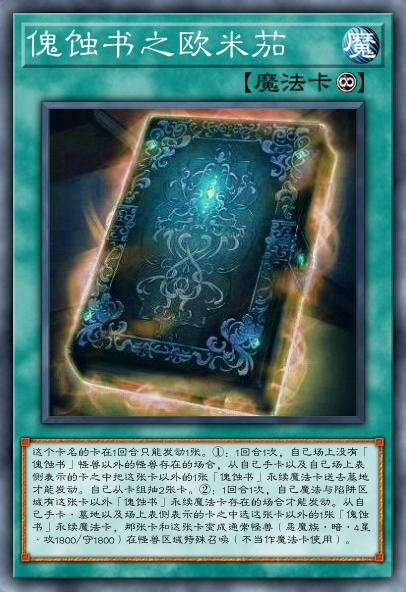 傀蚀书之欧米茄
魔
【魔法卡♾】
这个卡名的卡在1回合只能发动1张。①：1回合1次，自己场上没有「
傀蚀书」怪兽以外的怪兽存在的场合，从自己手卡以及自己场上表
侧表示的卡之中把这张卡以外的1张「傀蚀书」永续魔法卡送去墓地
才能发动。自己从卡组抽2张卡。②：1回合1次，自己魔法与陷阱区
域有这张卡以外「傀蚀书」永续魔法卡存在的场合才能发动。从自
己手卡·墓地以及场上表侧表示的卡之中选这张卡以外的1张「傀蚀书
」永续魔法卡，那张卡和这张卡变成通常怪兽（恶魔族·暗·4星
·攻1800/守1800）在怪兽区域特殊召唤（不当作魔法卡使用）。